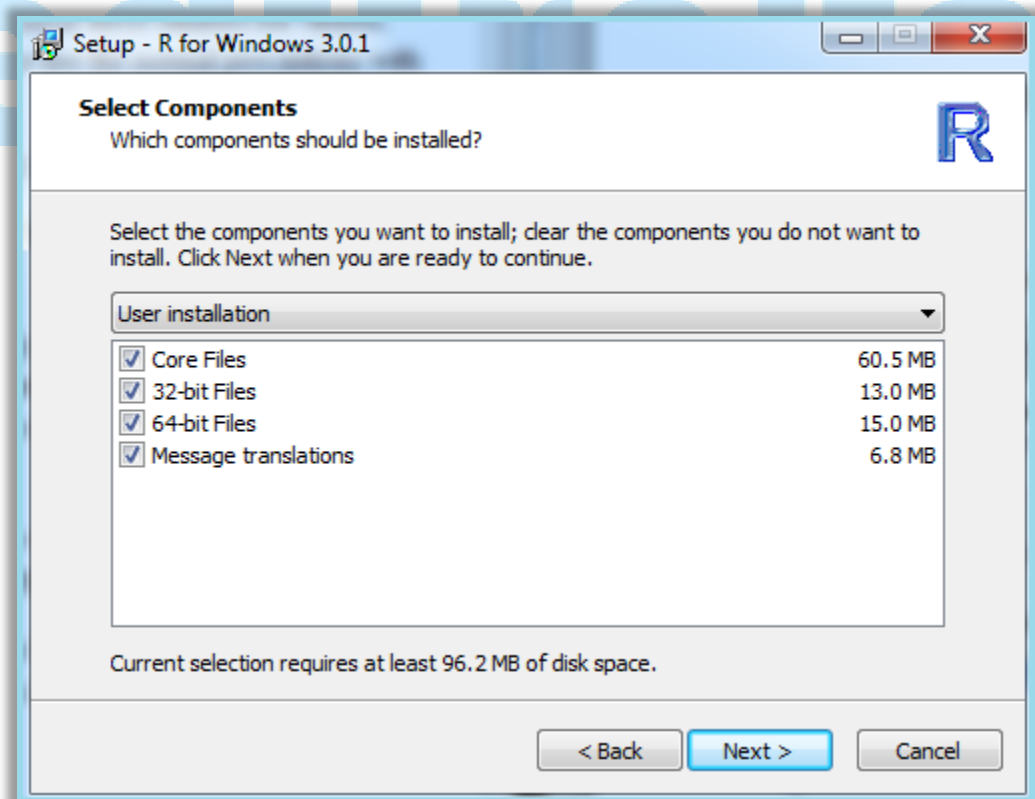 Setup - R for Windows 3.0.1
Select Components
Which components should be installed?
R
Select the components you want to install; clear the components you do not want to
install. Click Next when you are ready to continue.
User installation
Core Files 60.5 MB
32-bit Files 13.0 MB
64-bit Files 15.0 MB
Message translations 6.8 MB
Current selection requires at least 96.2 MB of disk space.
< Back Next > Cancel